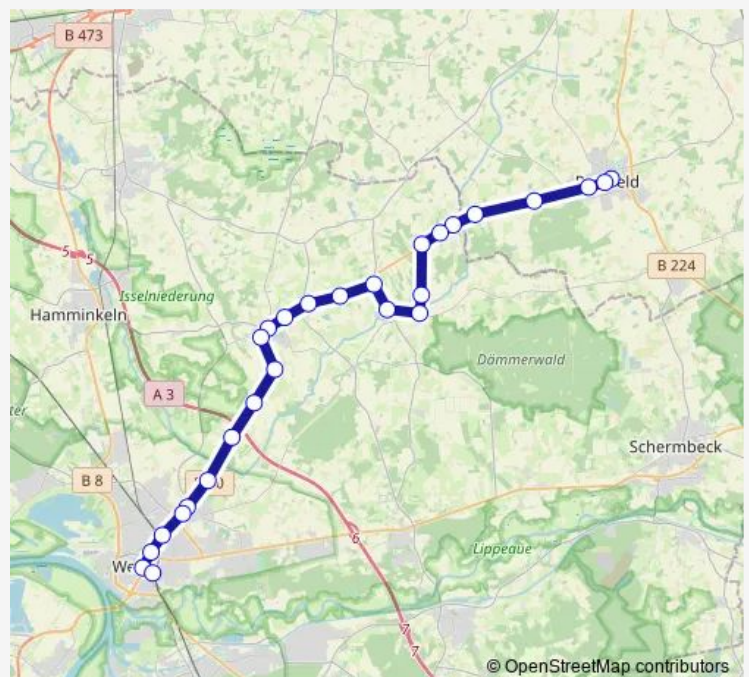 B 473
B 224
5
5
Isselniederung
Hamminkeln
Dämmerwald
A 3
Schermbeck
B 8
6
Lippeaue
7
7
© OpenStreetMap contributors